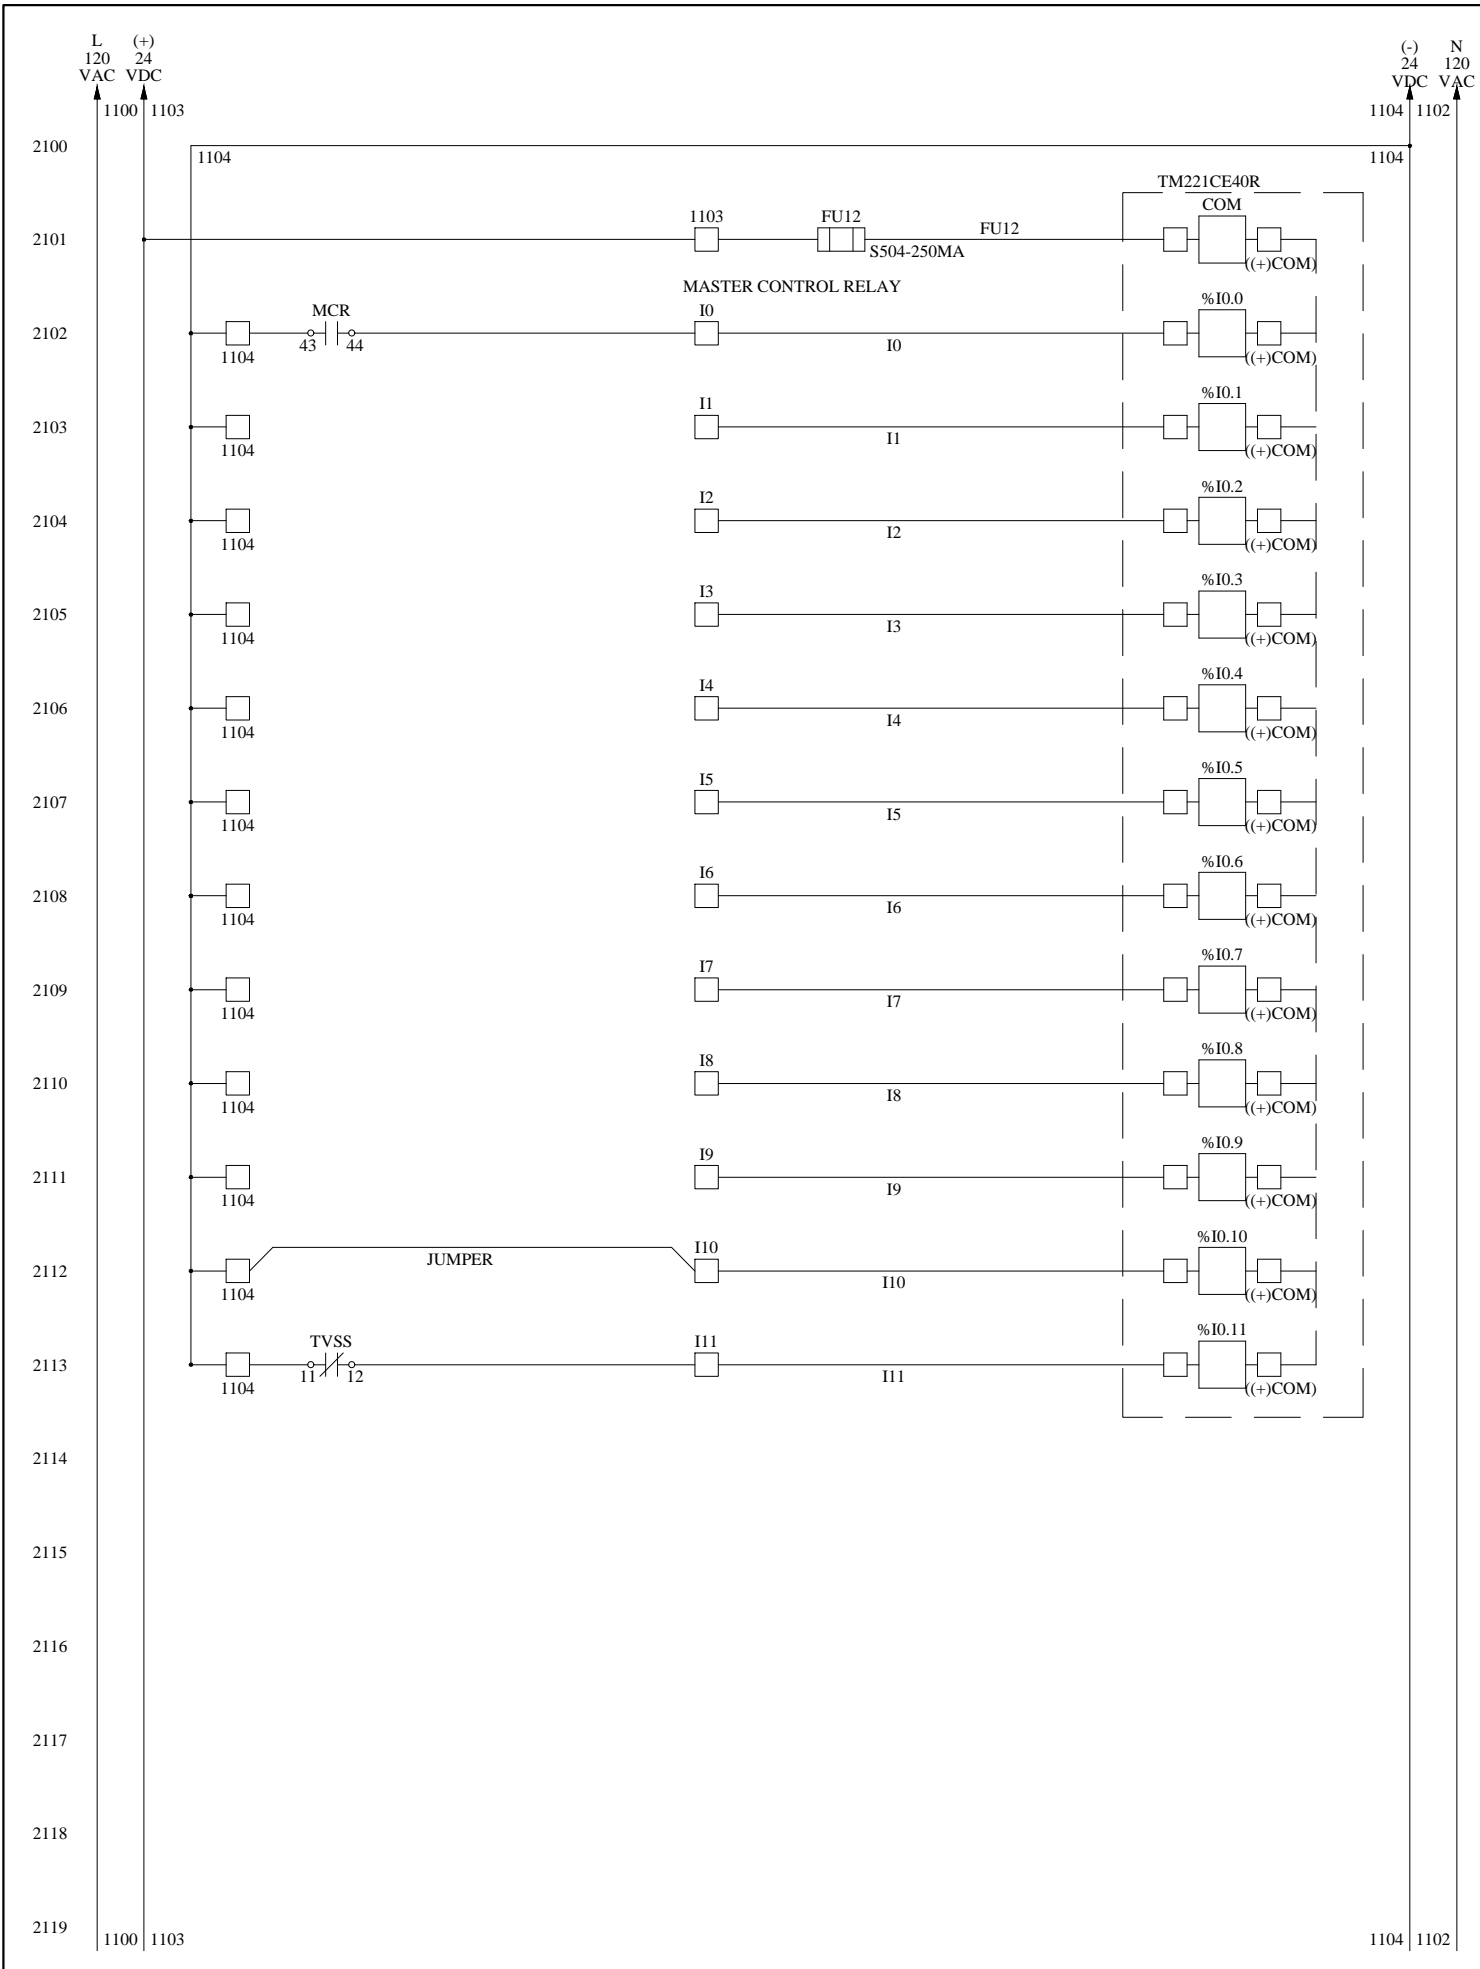 L (+) (-) N
120 24 24 120
VAC VDC VDC VAC
1100 1103 1104 1102
2100 1104 1104
TM221CE40R
1103 FU12 FU12 COM
2101 S504-250MA ((+)COM)
MASTER CONTROL RELAY
MCR I0 %I0.0
2102 43 44 I0
1104 ((+)COM)
I1 %I0.1
2103 I1
1104 ((+)COM)
I2 %I0.2
2104 I2
1104 ((+)COM)
I3 %I0.3
2105 I3
1104 ((+)COM)
I4 %I0.4
2106 I4
1104 ((+)COM)
I5 %I0.5
2107 I5
1104 ((+)COM)
I6 %I0.6
2108 I6
1104 ((+)COM)
I7 %I0.7
2109 I7
1104 ((+)COM)
I8 %I0.8
2110 I8
1104 ((+)COM)
I9 %I0.9
2111 I9
1104 ((+)COM)
JUMPER I10 %I0.10
2112 I10
1104 ((+)COM)
TVSS I11 %I0.11
2113 11 12 I11
1104 ((+)COM)
2114
2115
2116
2117
2118
2119
1100 1103 1104 1102